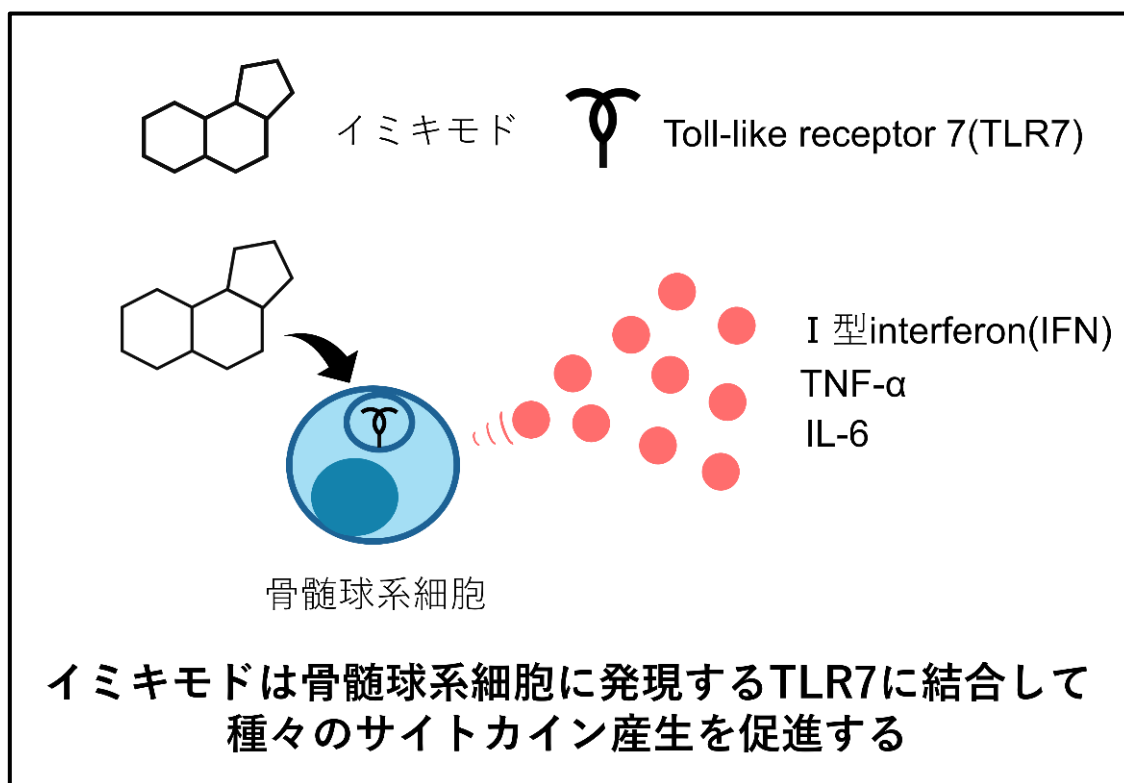 イミキモド
Toll-like receptor 7(TLR7)
Ⅰ型interferon(IFN)
TNF-α
IL-6
骨髄球系細胞
イミキモドは骨髄球系細胞に発現するTLR7に結合して
種々のサイトカイン産生を促進する